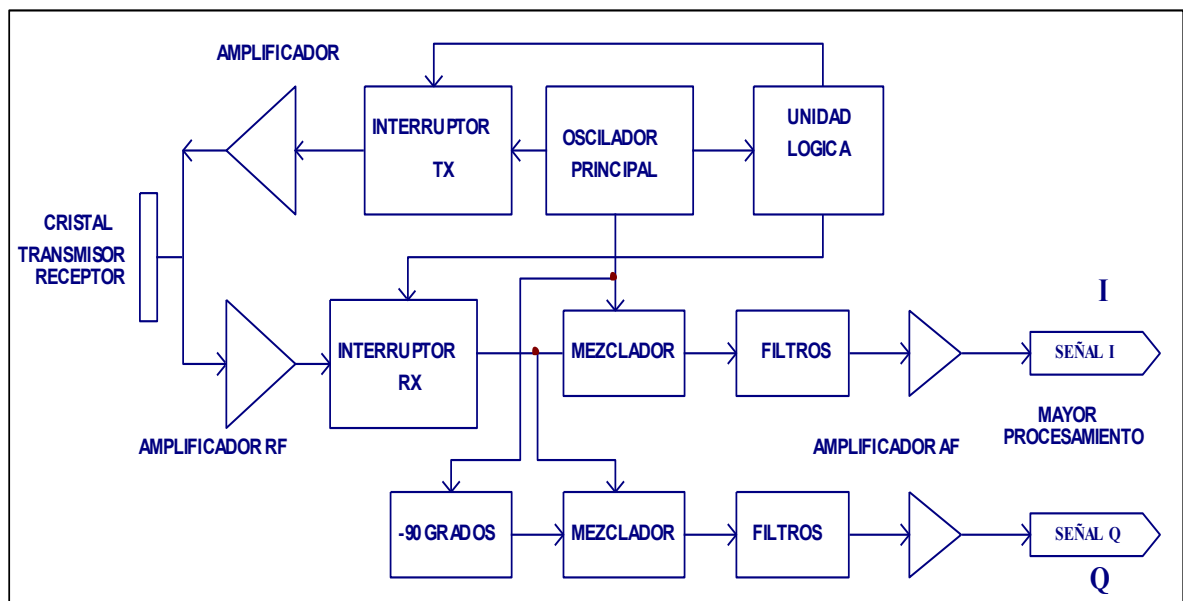 AMPLIFICADOR
INTERRUPTOR
TX
OSCILADOR
PRINCIPAL
UNIDAD
LOGICA
CRISTAL
TRANSMISOR
RECEPTOR
I
INTERRUPTOR
RX
MEZCLADOR
FILTROS
SEÑAL I
AMPLIFICADOR RF
AMPLIFICADOR AF
MAYOR
PROCESAMIENTO
-90 GRADOS
MEZCLADOR
FILTROS
SEÑAL Q
Q